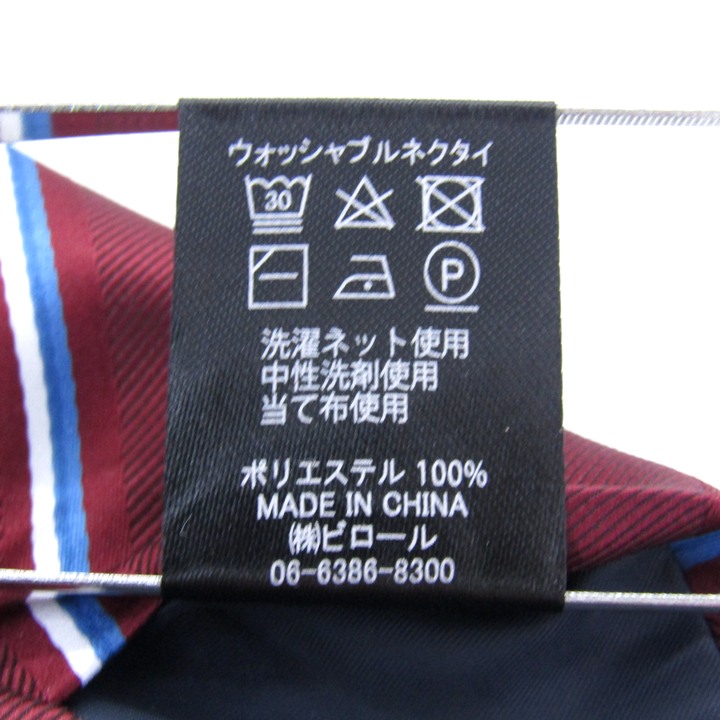 ウォッシャブルネクタイ
30
P
洗濯ネット使用
中性洗剤使用
当て布使用
ポリエステル 100%
MADE IN CHINA
㈱ビロール
06-6386-8300